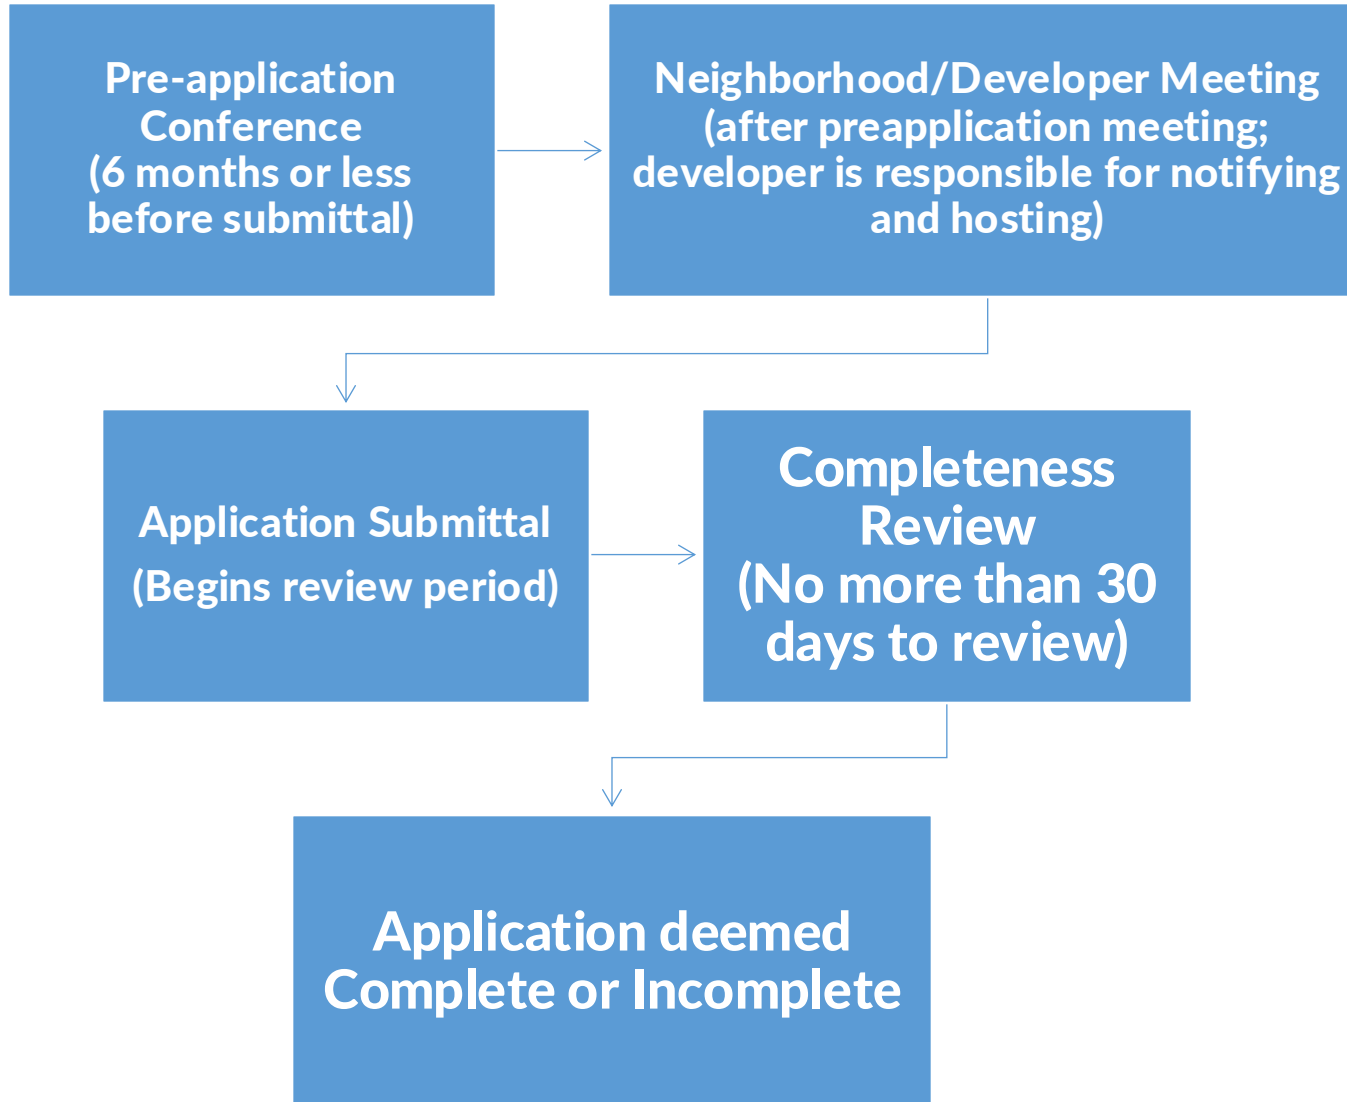 Pre-application
Conference
(6 months or less
before submittal)
Neighborhood/Developer Meeting
(after preapplication meeting;
developer is responsible for notifying
and hosting)
Application Submittal
(Begins review period)
Completeness
Review
(No more than 30
days to review)
Application deemed
Complete or Incomplete